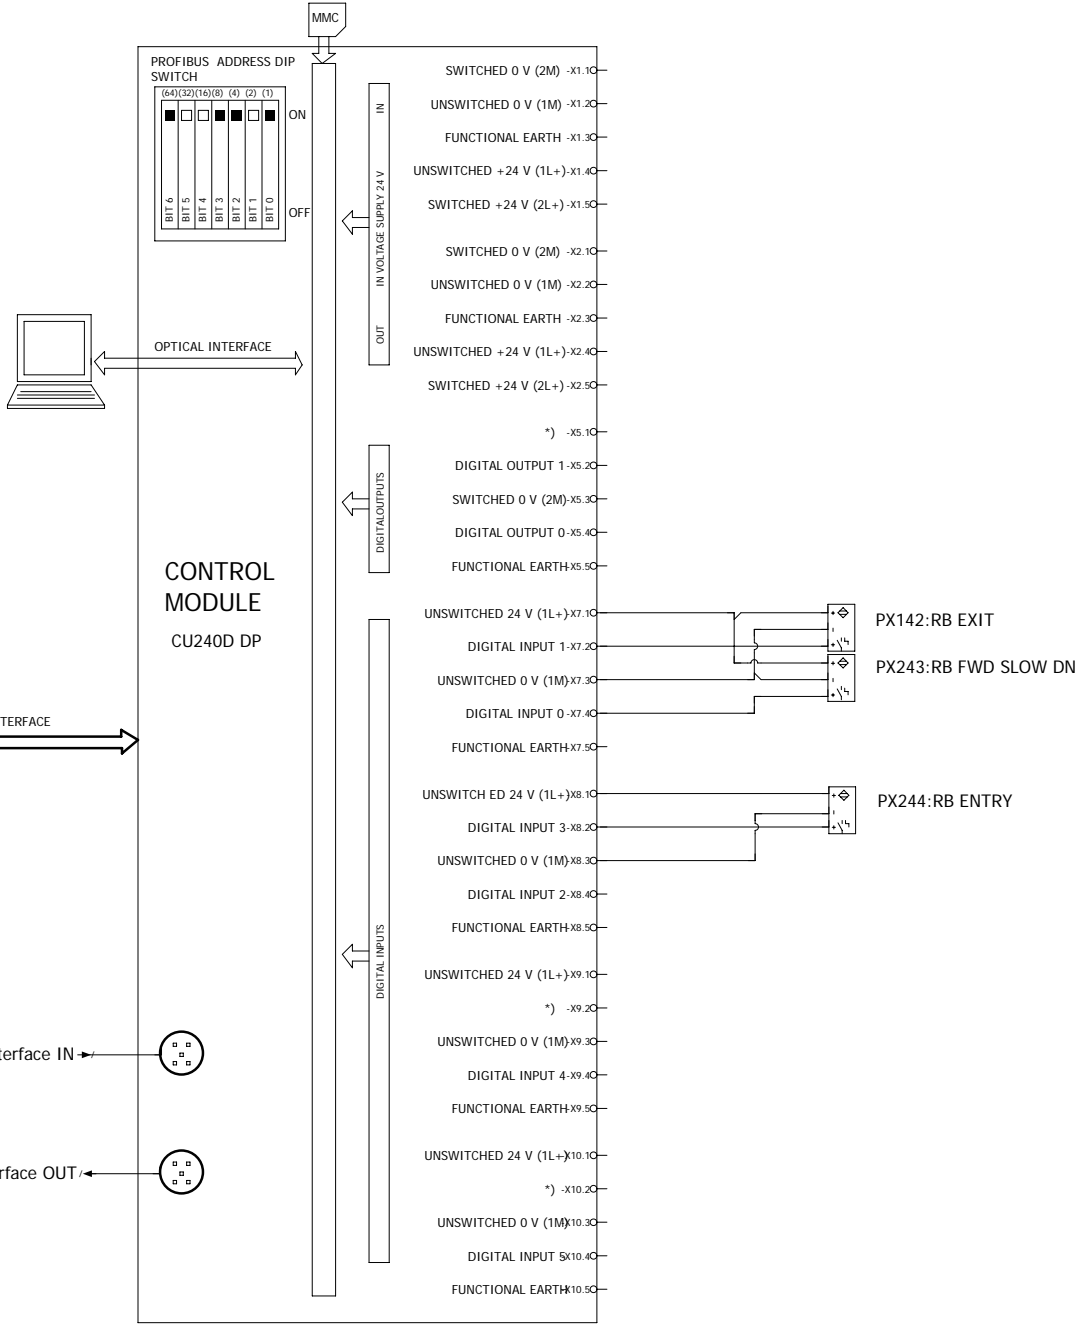 MMC
PROFIBUS ADDRESS DIP
SWITCH
(64)(32)(16)(8) (4) (2) (1)
ON
BIT 6 BIT 5 BIT 4 BIT 3 BIT 2 BIT 1 BIT 0
OFF
IN
IN VOLTAGE SUPPLY 24 V
OUT
OPTICAL INTERFACE
DIGITALOUTPUTS
CONTROL
MODULE
CU240D DP
TERFACE
DIGITAL INPUTS
terface IN
rface OUT
SWITCHED 0 V (2M) -X1.1
UNSWITCHED 0 V (1M) -X1.2
FUNCTIONAL EARTH -X1.3
UNSWITCHED +24 V (1L+)-X1.4
SWITCHED +24 V (2L+) -X1.5
SWITCHED 0 V (2M) -X2.1
UNSWITCHED 0 V (1M) -X2.2
FUNCTIONAL EARTH -X2.3
UNSWITCHED +24 V (1L+)-X2.4
SWITCHED +24 V (2L+) -X2.5
*) -X5.1
DIGITAL OUTPUT 1 -X5.2
SWITCHED 0 V (2M)-X5.3
DIGITAL OUTPUT 0 -X5.4
FUNCTIONAL EARTH-X5.5
UNSWITCHED 24 V (1L+)-X7.1
DIGITAL INPUT 1 -X7.2
UNSWITCHED 0 V (1M)-X7.3
DIGITAL INPUT 0 -X7.4
FUNCTIONAL EARTH-X7.5
PX142:RB EXIT
PX243:RB FWD SLOW DN
UNSWITCH ED 24 V (1L+)-X8.1
DIGITAL INPUT 3 -X8.2
UNSWITCHED 0 V (1M)-X8.3
DIGITAL INPUT 2 -X8.4
FUNCTIONAL EARTH-X8.5
PX244:RB ENTRY
UNSWITCHED 24 V (1L+)-X9.1
*) -X9.2
UNSWITCHED 0 V (1M)-X9.3
DIGITAL INPUT 4 -X9.4
FUNCTIONAL EARTH-X9.5
UNSWITCHED 24 V (1L+)-X10.1
*) -X10.2
UNSWITCHED 0 V (1M)-X10.3
DIGITAL INPUT 5-X10.4
FUNCTIONAL EARTH-X10.5